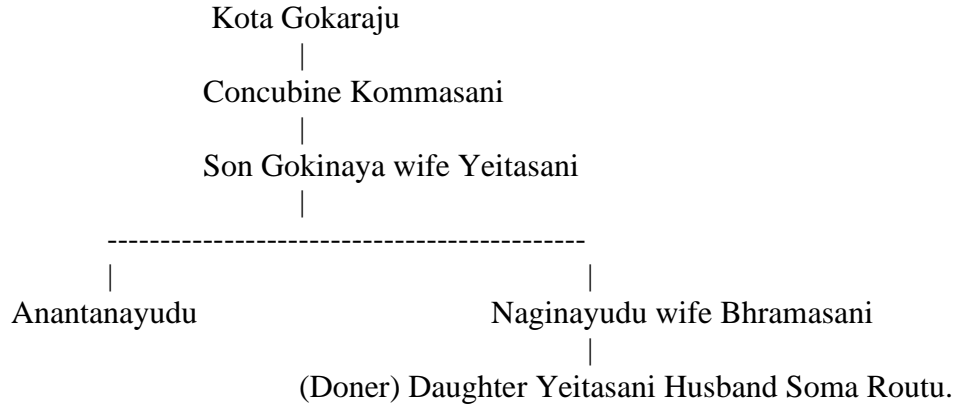 Kota Gokaraju
Concubine Kommasani
Son Gokinaya wife Yeitasani
Anantanayudu Naginayudu wife Bhramasani
(Doner) Daughter Yeitasani Husband Soma Routu.